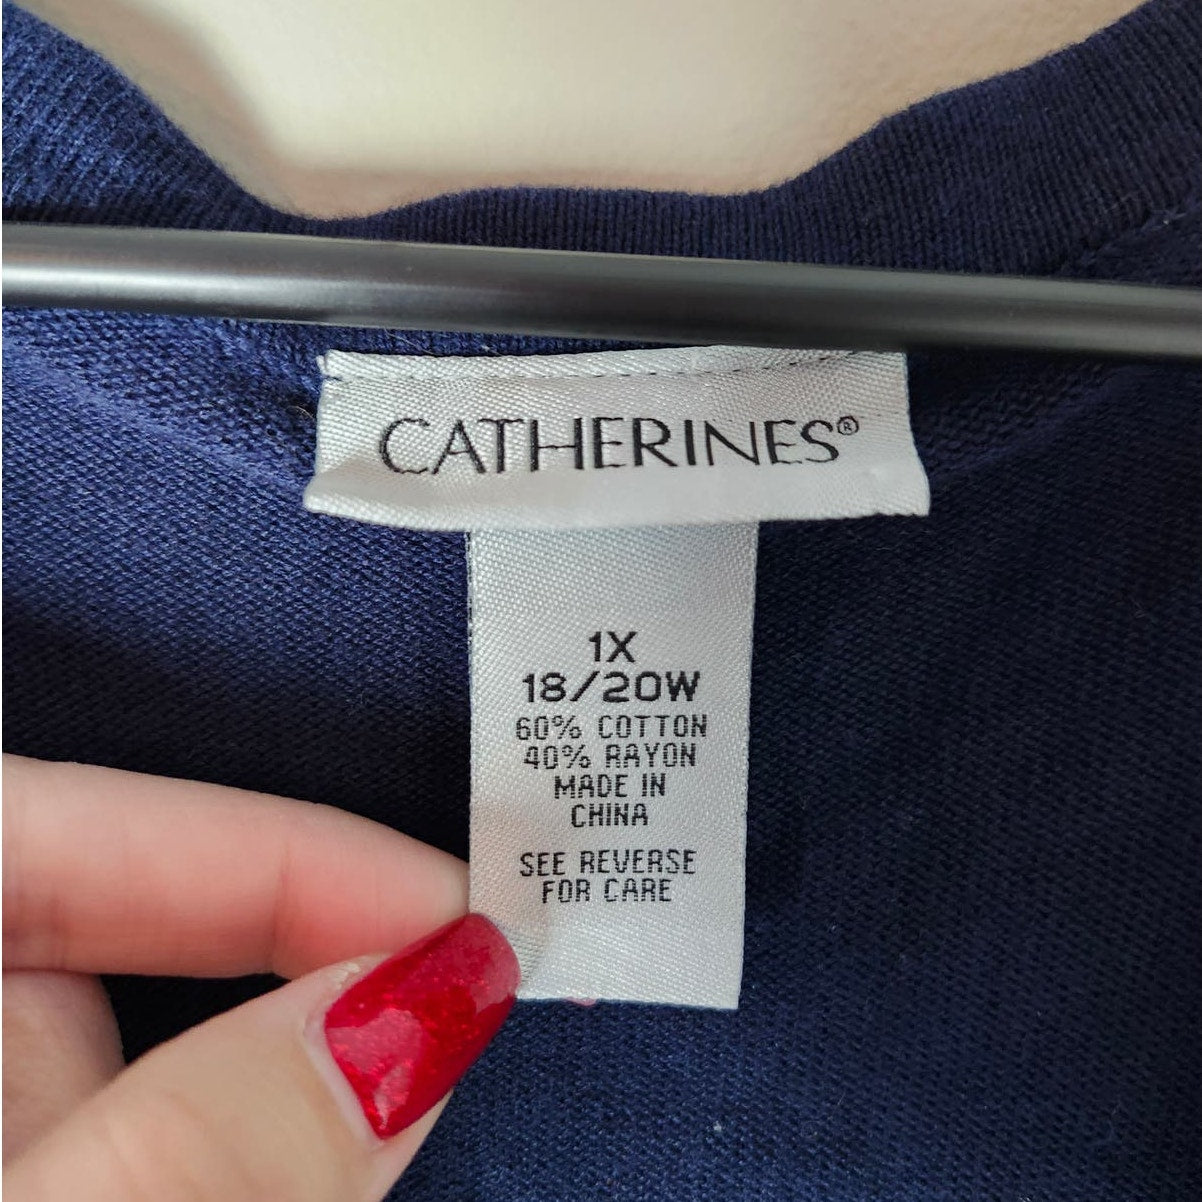 CATHERINES®
1X
18/20W
60% COTTON
40% RAYON
MADE IN
CHINA
SEE REVERSE
FOR CARE